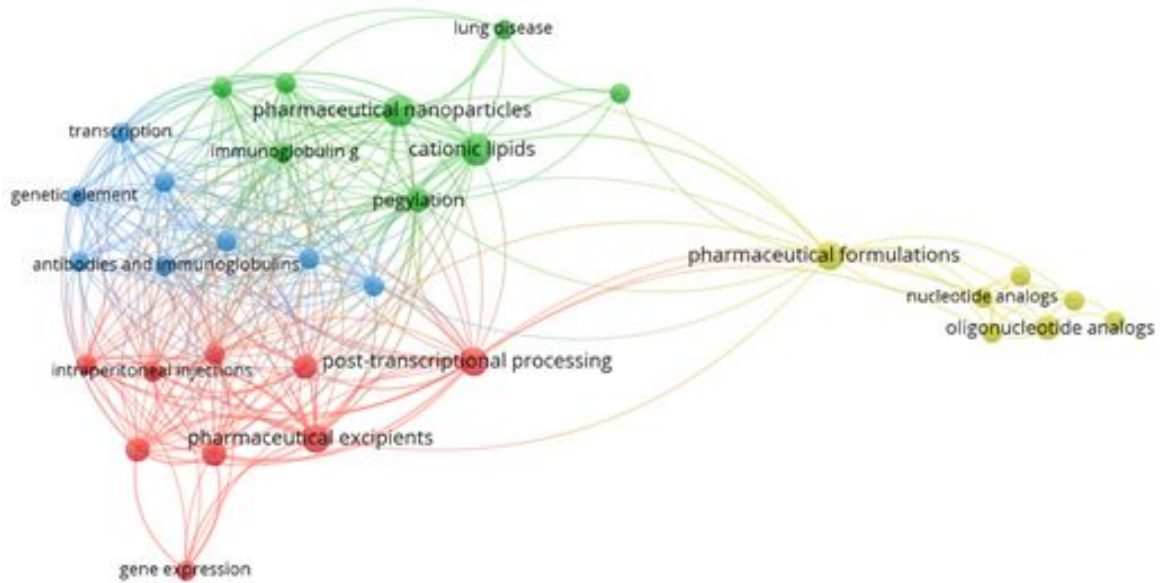 lung disease
pharmaceutical nanoparticles
transcription
immunoglobulin g
cationic lipids
genetic element
pegylation
antibodies and immunoglobulins
pharmaceutical formulations
nucleotide analogs
oligonucleotide analogs
intraperitoneal injections
post-transcriptional processing
pharmaceutical excipients
gene expression